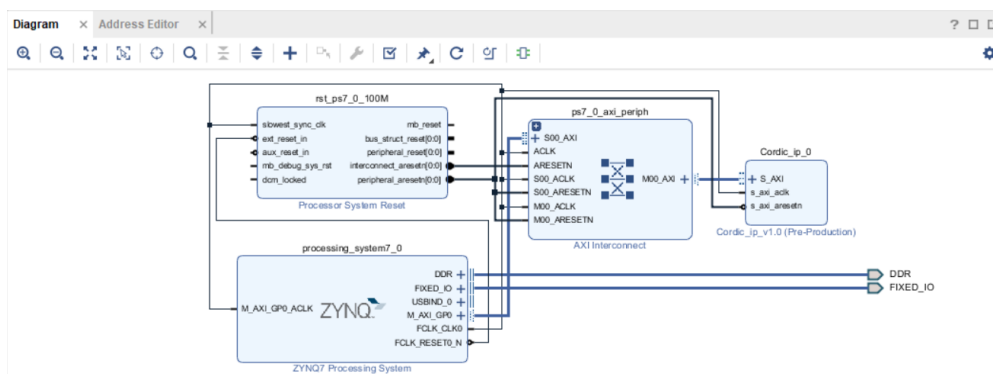 Diagram × Address Editor ×
?
rst_ps7_0_100M
slowest_sync_clk
ext_reset_in
aux_reset_in
mb_debug_sys_rst
dcm_locked
mb_reset
bus_struct_reset[0:0]
peripheral_reset[0:0]
interconnect_aresetn[0:0]
peripheral_aresetn[0:0]
Processor System Reset
ps7_0_axi_periph
S00_AXI
ACLK
ARESETN
S00_ACLK
S00_ARESETN
M00_ACLK
M00_ARESETN
M00_AXI
AXI Interconnect
Cordic_ip_0
S_AXI
s_axi_aclk
s_axi_aresetn
Cordic_ip_v1.0 (Pre-Production)
processing_system7_0
M_AXI_GP0_ACLK
ZYNQ
DDR
FIXED_IO
USBIND_0
M_AXI_GP0
FCLK_CLK0
FCLK_RESET0_N
ZYNQ7 Processing System
DDR
FIXED_IO